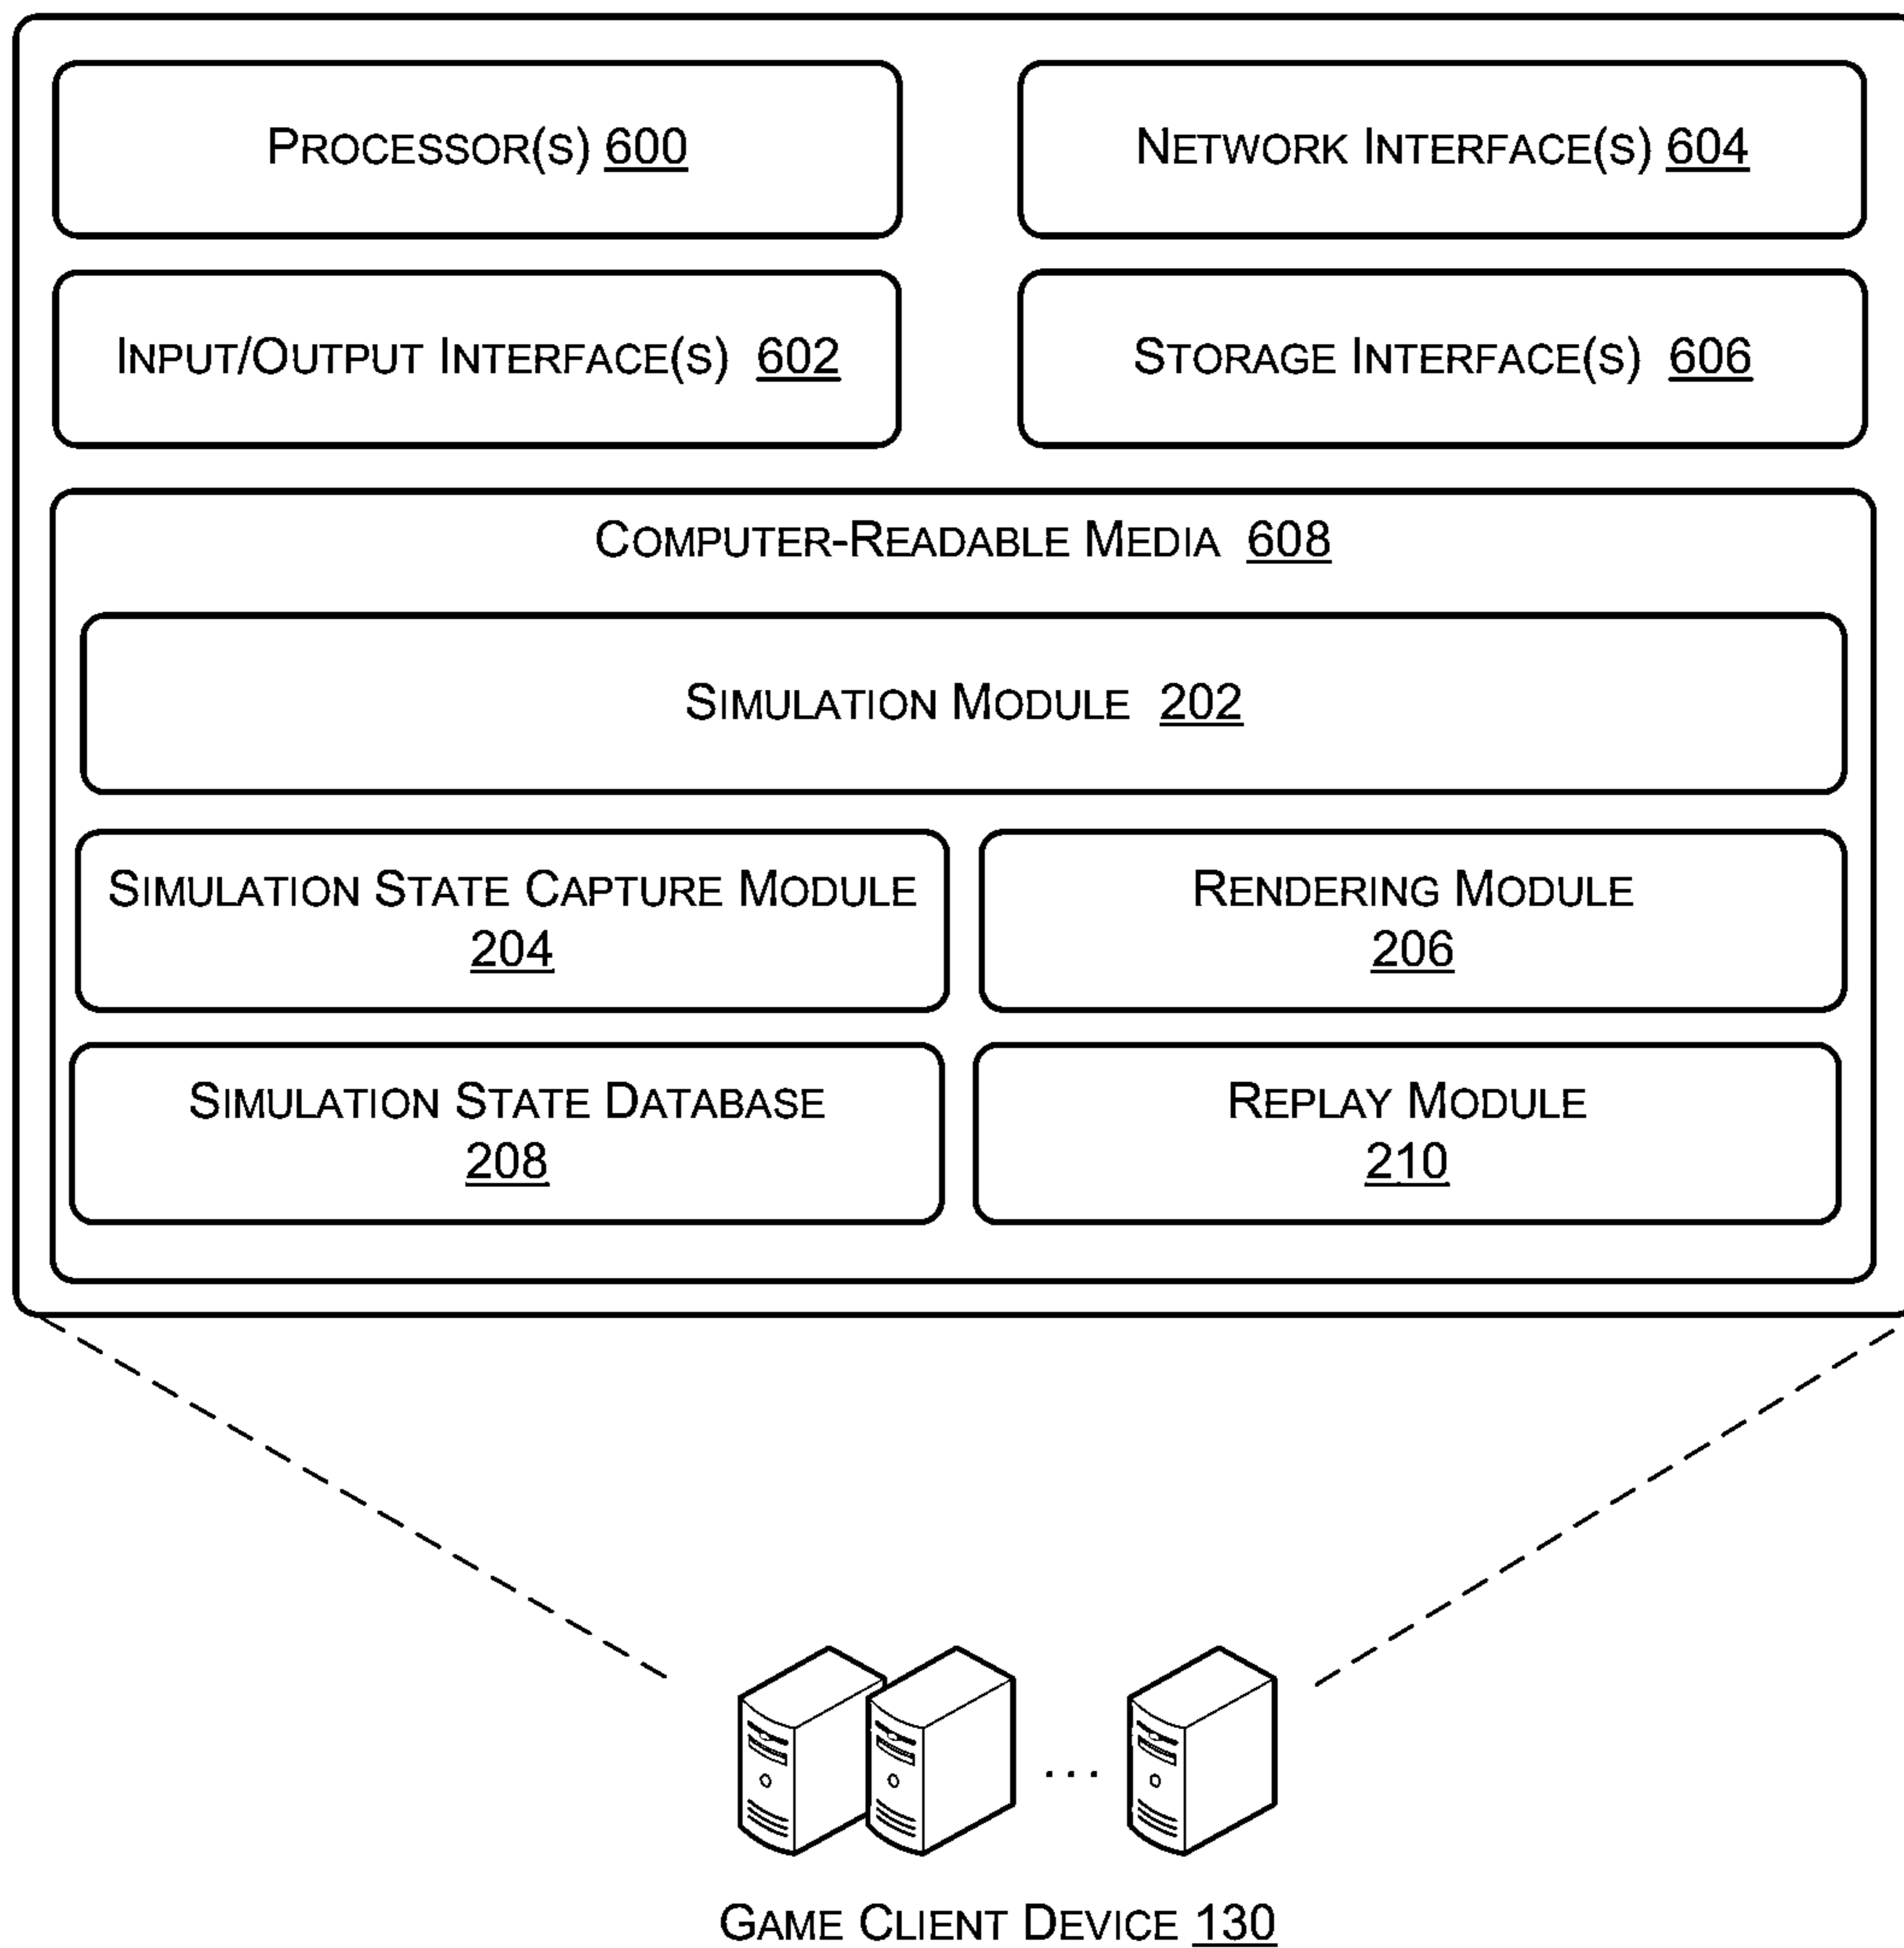 PROCESSOR(S) 600
NETWORK INTERFACE(S) 604
INPUT/OUTPUT INTERFACE(S) 602
STORAGE INTERFACE(S) 606
COMPUTER-READABLE MEDIA 608
SIMULATION MODULE 202
SIMULATION STATE CAPTURE MODULE
204
RENDERING MODULE
206
SIMULATION STATE DATABASE
208
REPLAY MODULE
210
...
GAME CLIENT DEVICE 130